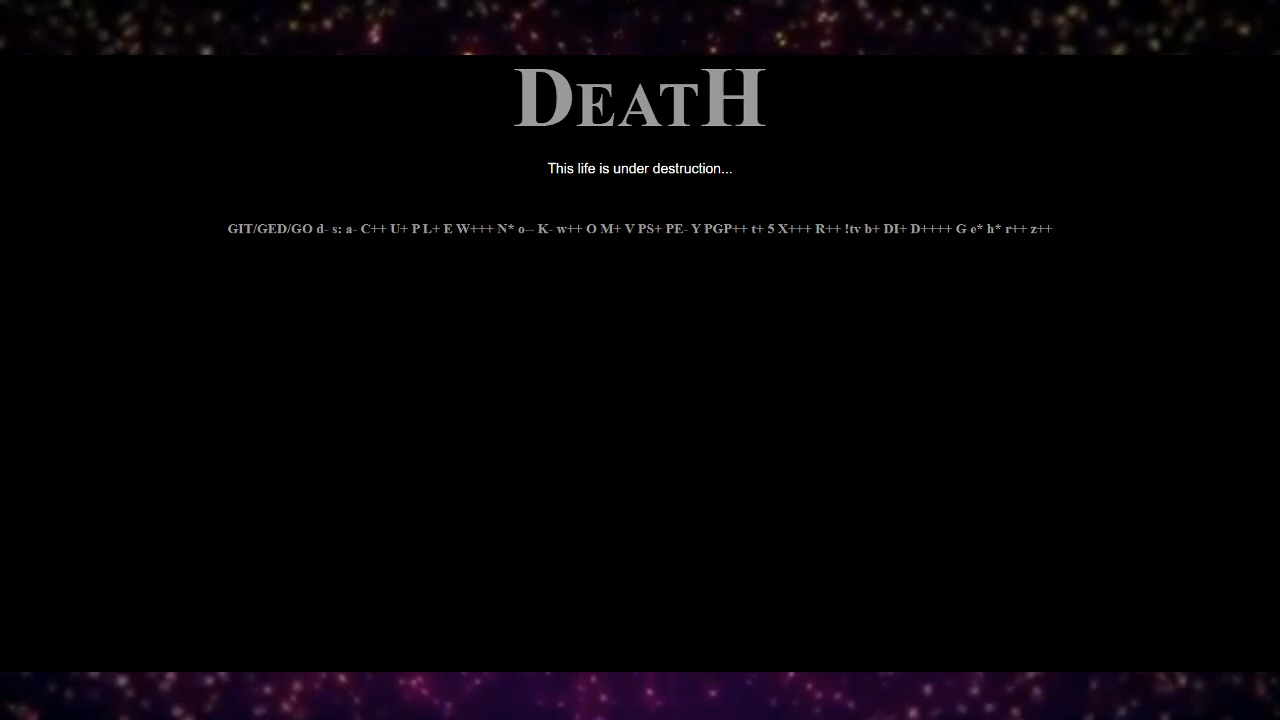 DeatH
This life is under destruction...
GIT/GED/GO d- s: a- C++ U+ P L+ E W+++ N* o-- K- w++ O M+ V PS+ PE- Y PGP++ t+ 5 X+++ R++ !tv b+ DI+ D++++ G e* h* r++ z++